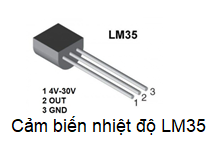 LM35
1 4V-30V
2 OUT
3 GND
1 2 3
Cảm biến nhiệt độ LM35